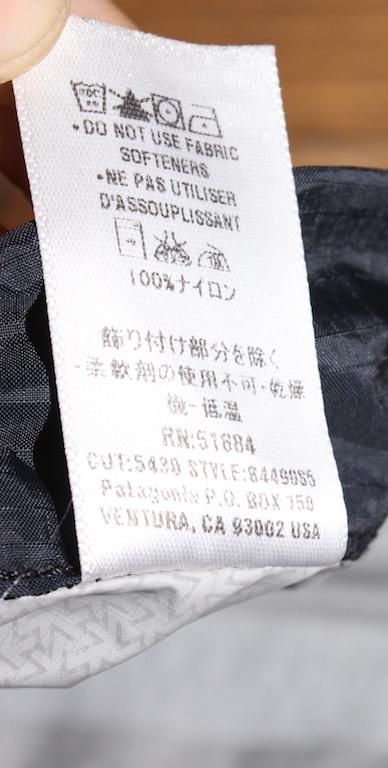 •DO NOT USE FABRIC
SOFTENERS
•NE PAS UTILISER
D'ASSOUPLISSANT
100%ナイロン
飾り付け部分を除く
・柔軟剤の使用不可・乾燥
機-低温
RN:51884
CUT:5430 STYLE:84490S5
Patagonia P.O. BOX 150
VENTURA, CA 93002 USA